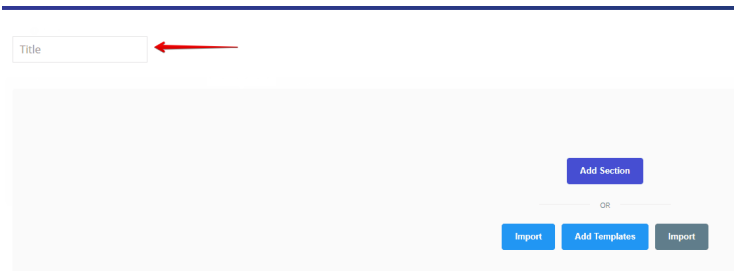 Title
Add Section
OR
Import Add Templates Import